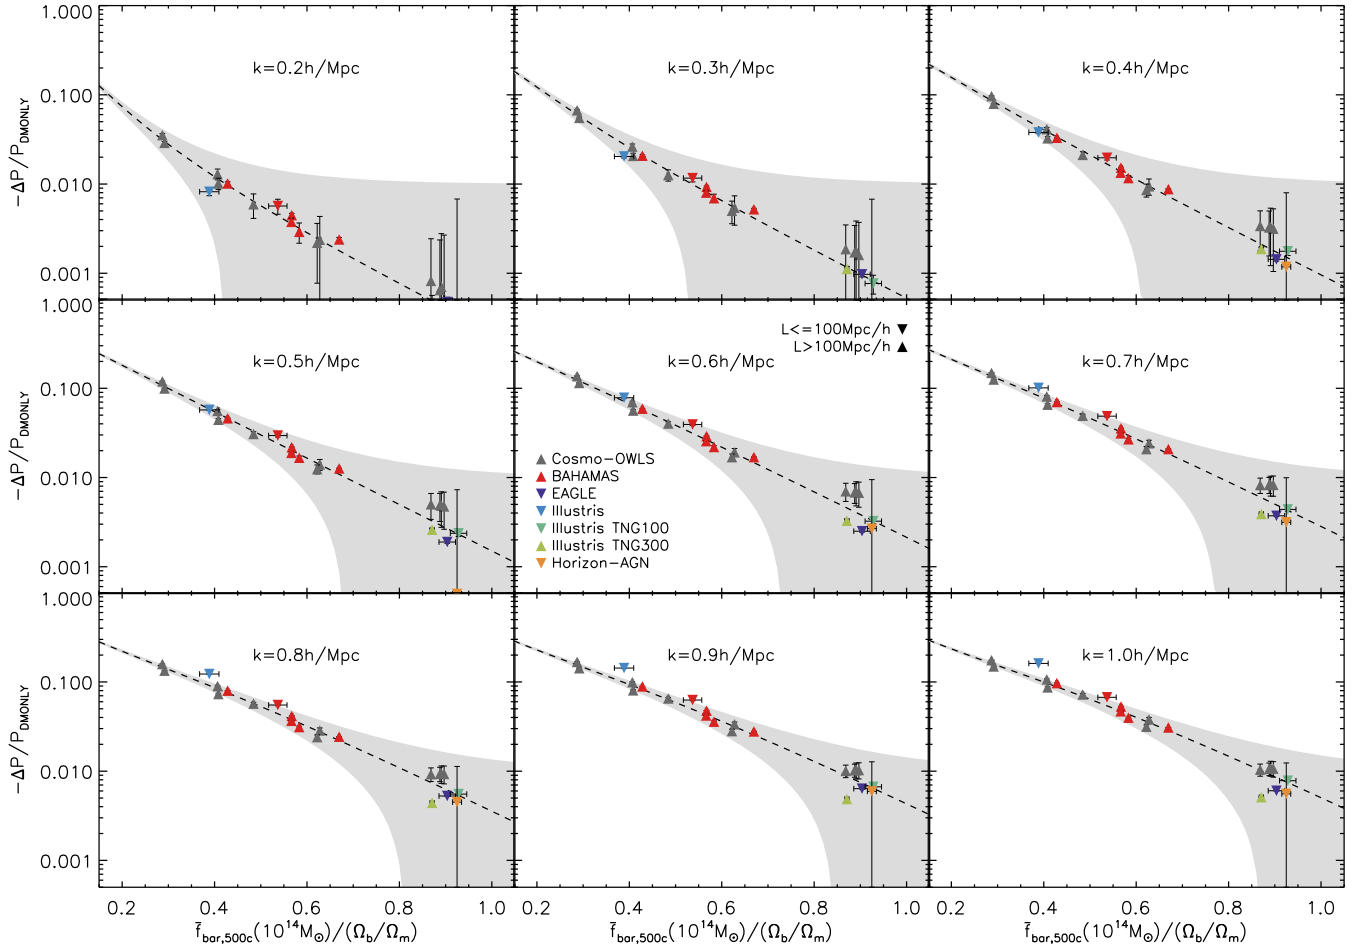 1.000
0.100
0.010
0.001
−ΔP/P_DMONLY
k=0.2h/Mpc
k=0.3h/Mpc
k=0.4h/Mpc
1.000
0.100
0.010
0.001
−ΔP/P_DMONLY
k=0.5h/Mpc
k=0.6h/Mpc
L<=100Mpc/h
L>100Mpc/h
Cosmo−OWLS
BAHAMAS
EAGLE
Illustris
Illustris TNG100
Illustris TNG300
Horizon−AGN
k=0.7h/Mpc
1.000
0.100
0.010
0.001
−ΔP/P_DMONLY
k=0.8h/Mpc
k=0.9h/Mpc
k=1.0h/Mpc
0.2 0.4 0.6 0.8 1.0
0.2 0.4 0.6 0.8 1.0
0.2 0.4 0.6 0.8 1.0
f̄_bar,500c(10^14M_⊙)/(Ω_b/Ω_m)
f̄_bar,500c(10^14M_⊙)/(Ω_b/Ω_m)
f̄_bar,500c(10^14M_⊙)/(Ω_b/Ω_m)